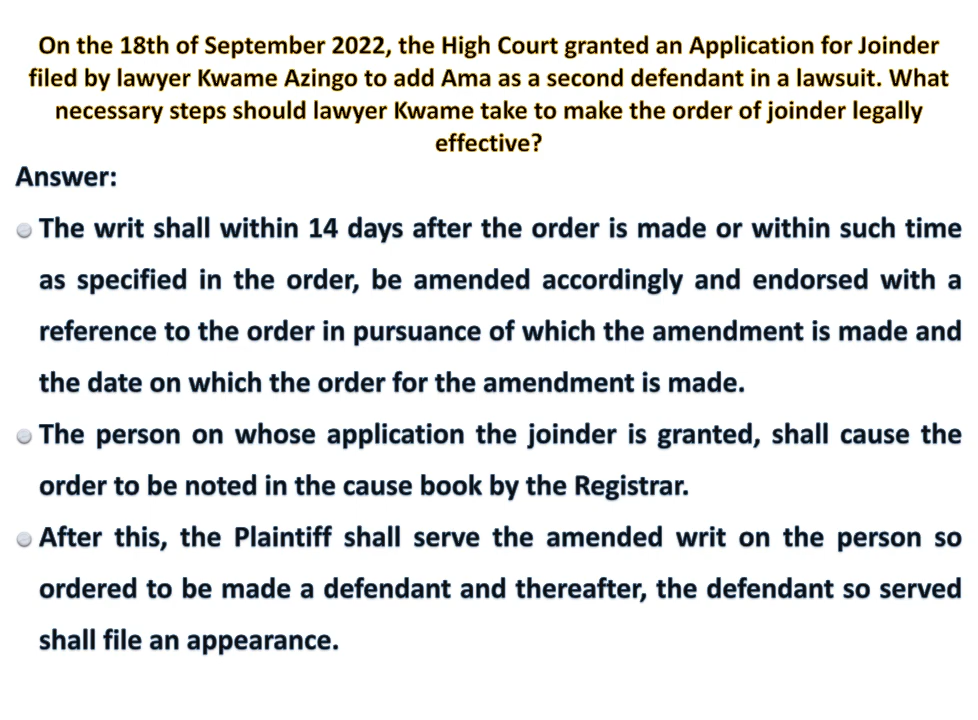 On the 18th of September 2022, the High Court granted an Application for Joinder
filed by lawyer Kwame Azingo to add Ama as a second defendant in a lawsuit. What
necessary steps should lawyer Kwame take to make the order of joinder legally
effective?
Answer:
The writ shall within 14 days after the order is made or within such time
as specified in the order, be amended accordingly and endorsed with a
reference to the order in pursuance of which the amendment is made and
the date on which the order for the amendment is made.
The person on whose application the joinder is granted, shall cause the
order to be noted in the cause book by the Registrar.
After this, the Plaintiff shall serve the amended writ on the person so
ordered to be made a defendant and thereafter, the defendant so served
shall file an appearance.